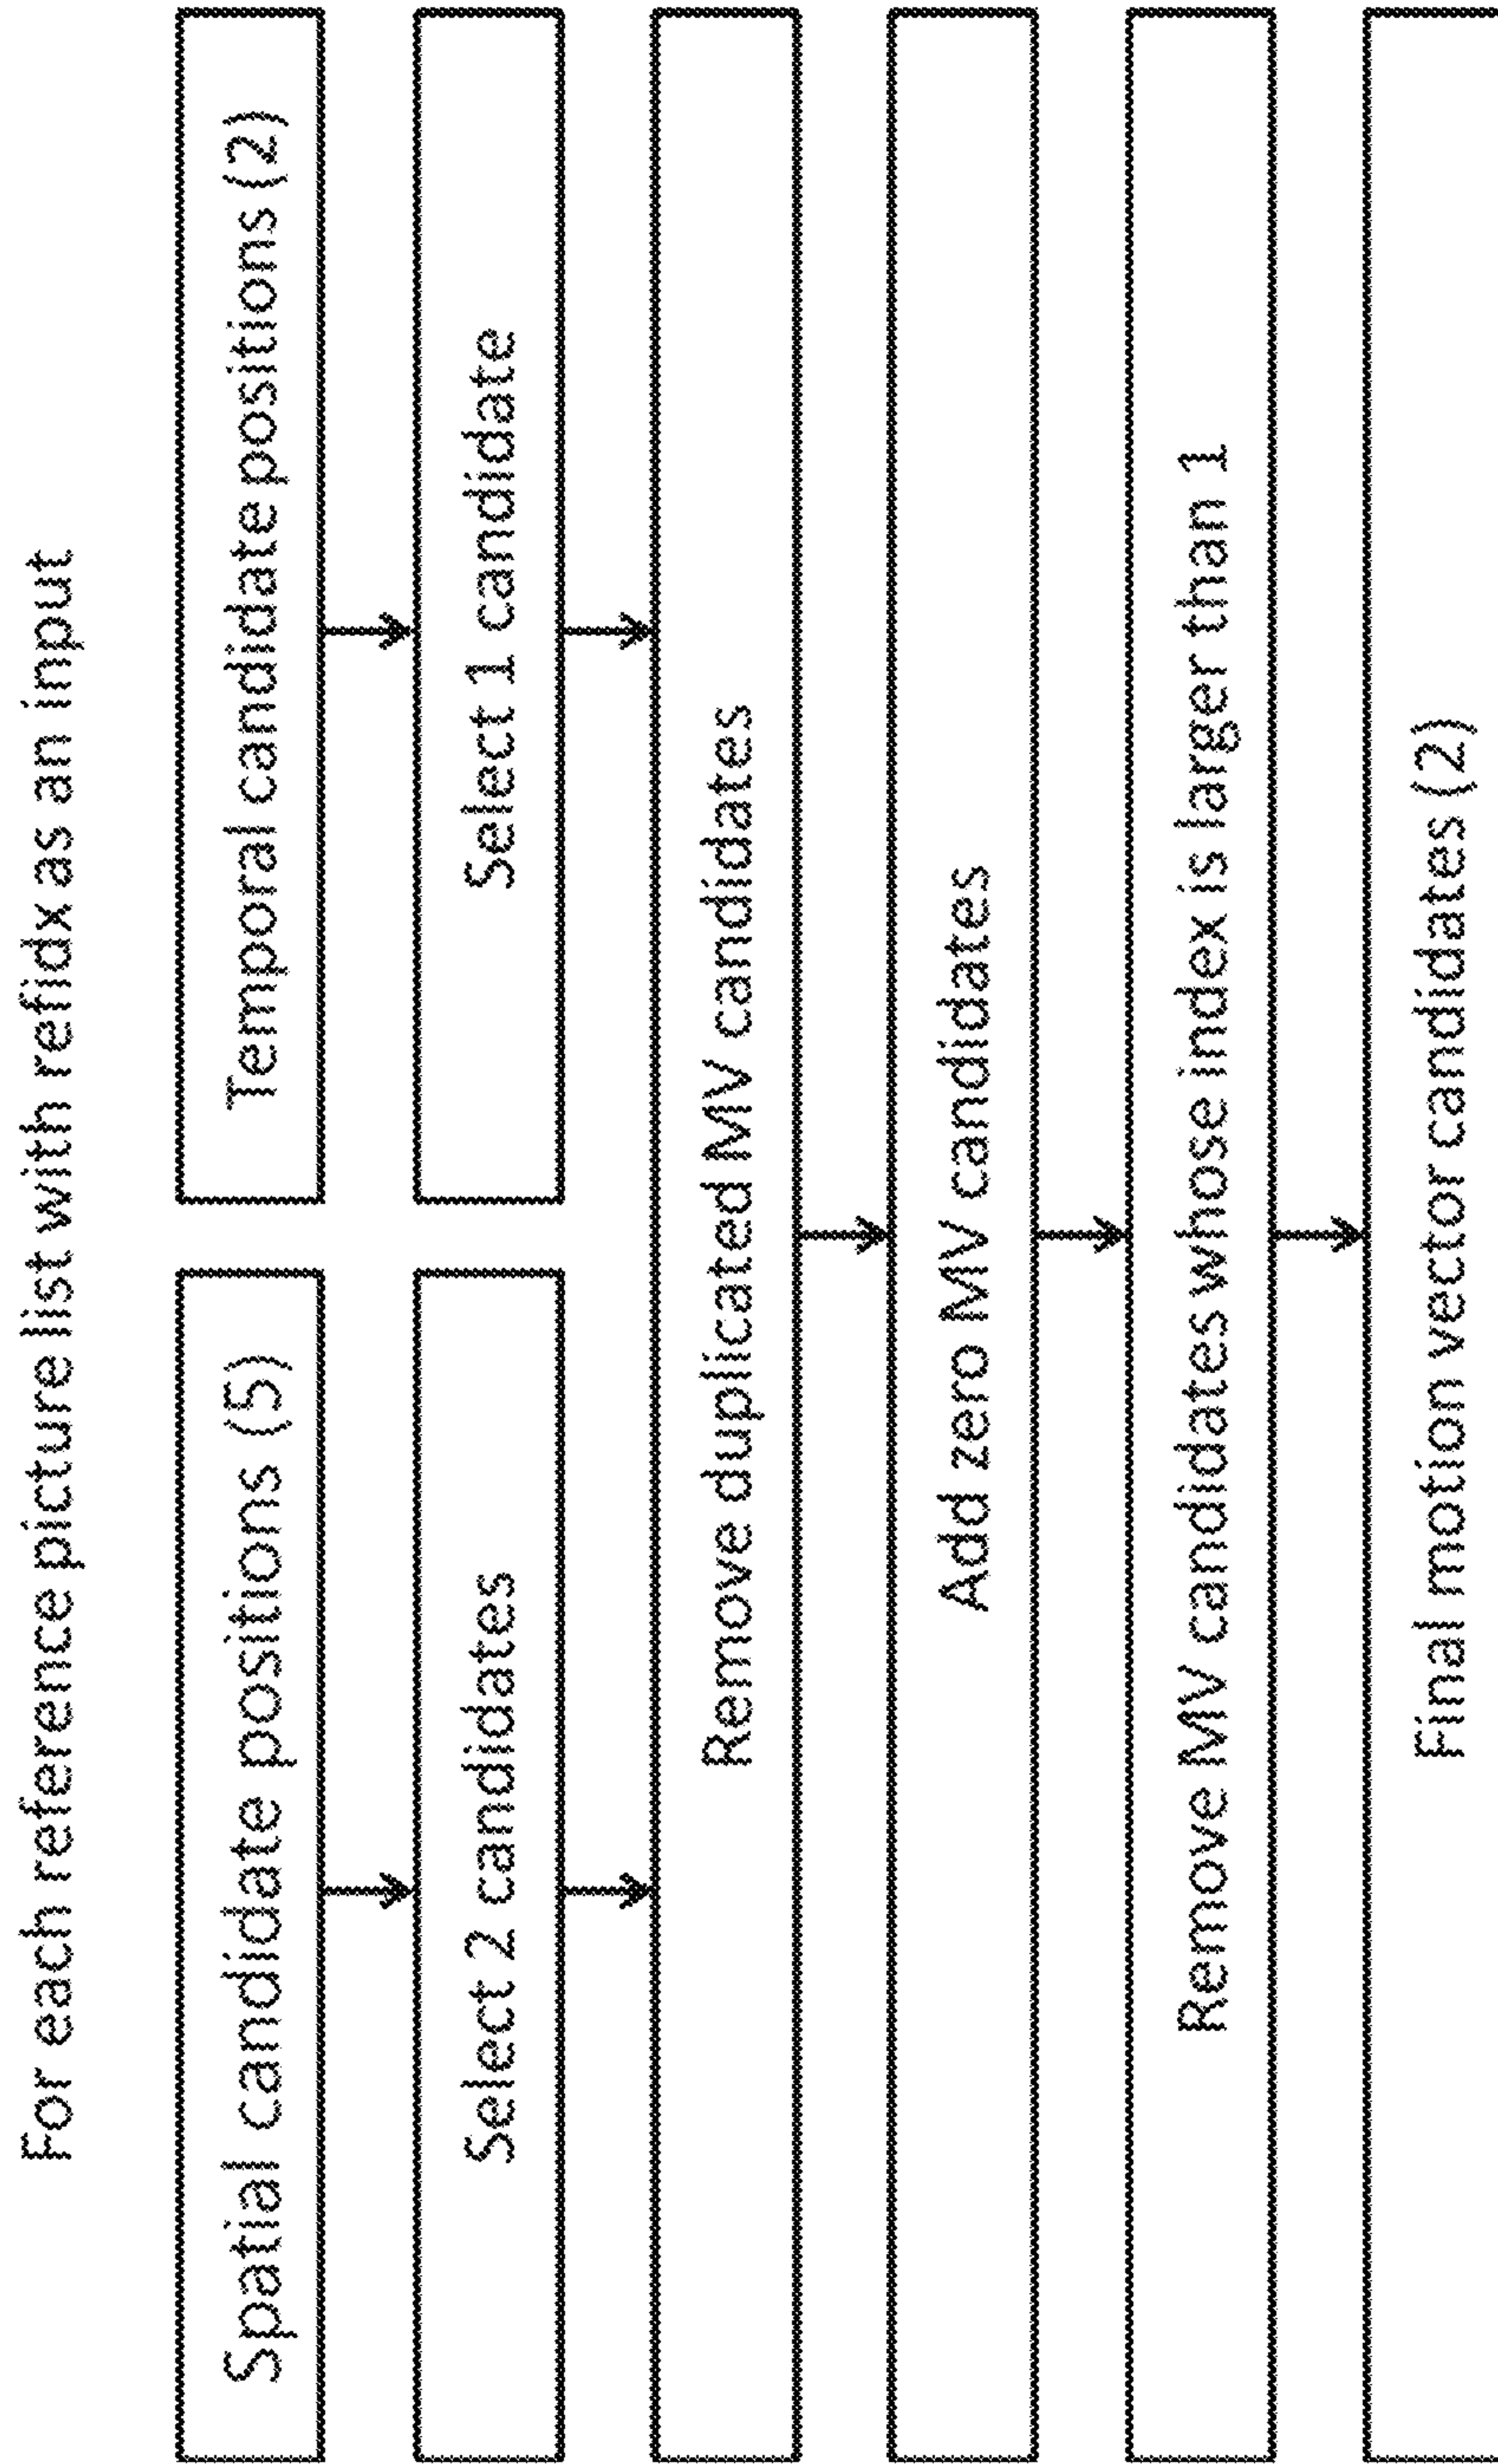 For each reference picture list with refidx as an input
Spatial candidate positions (5)
Temporal candidate positions (2)
Select 2 candidates
Select 1 candidate
Remove duplicated MV candidates
Add zero MV candidates
Remove MV candidates whose index is larger than 1
Final motion vector candidates (2)